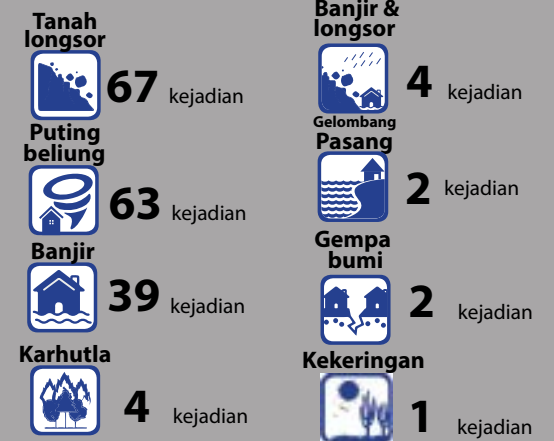 Tanah
longsor
67 kejadian
Puting
beliung
63 kejadian
Banjir
39 kejadian
Karhutla
4 kejadian
Banjir &
longsor
4 kejadian
Gelombang
Pasang
2 kejadian
Gempa
bumi
2 kejadian
Kekeringan
1 kejadian